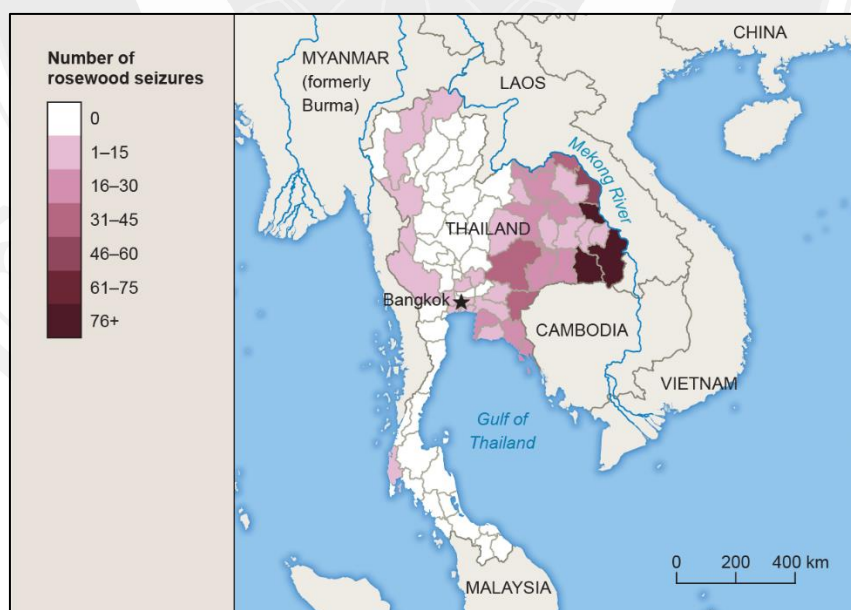 Number of
rosewood seizures
0
1–15
16–30
31–45
46–60
61–75
76+
CHINA
MYANMAR
(formerly
Burma)
LAOS
Mekong River
THAILAND
Bangkok
CAMBODIA
VIETNAM
Gulf of
Thailand
MALAYSIA
0 200 400 km